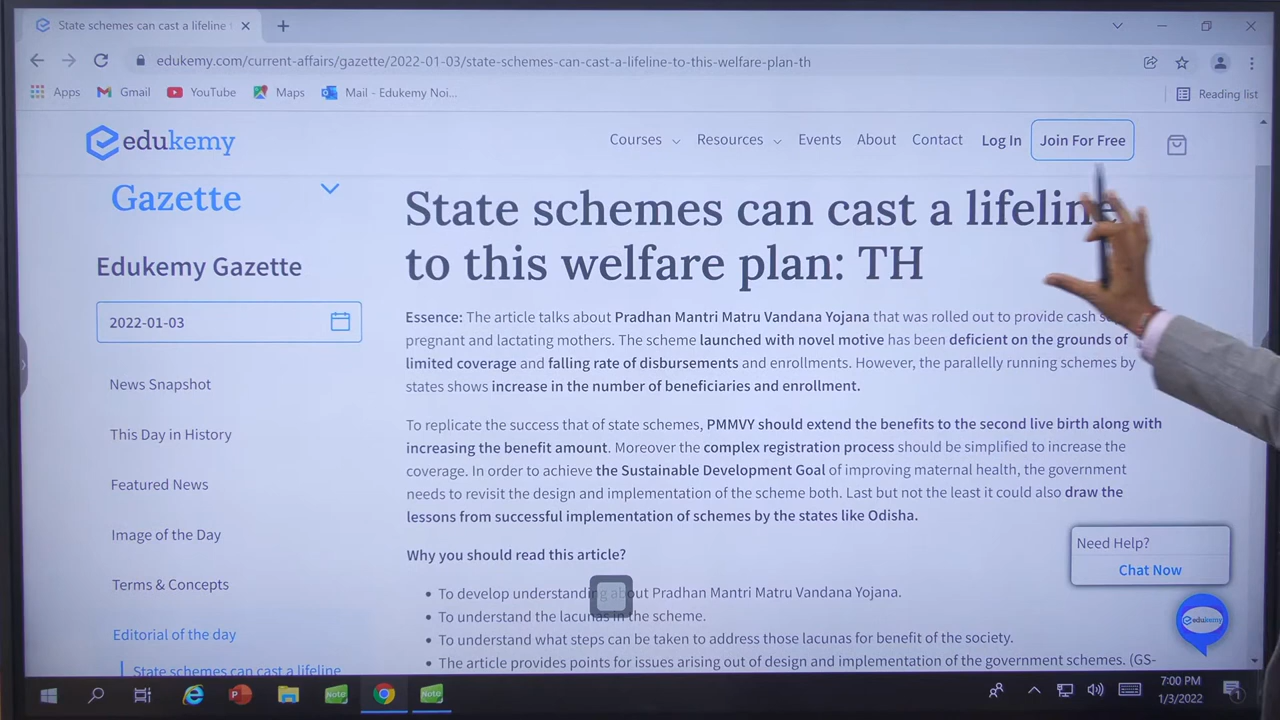 State schemes can cast a lifeline
edukemy.com/current-affairs/gazette/2022-01-03/state-schemes-can-cast-a-lifeline-to-this-welfare-plan-th
Apps Gmail YouTube Maps Mail - Edukemy Noi... Reading list
edukemy Courses Resources Events About Contact Log In Join For Free
Gazette
Edukemy Gazette
2022-01-03
News Snapshot
This Day in History
Featured News
Image of the Day
Terms & Concepts
Editorial of the day
State schemes can cast a lifeline
State schemes can cast a lifeline
to this welfare plan: TH
Essence: The article talks about Pradhan Mantri Matru Vandana Yojana that was rolled out to provide cash
pregnant and lactating mothers. The scheme launched with novel motive has been deficient on the grounds of
limited coverage and falling rate of disbursements and enrollments. However, the parallelly running schemes by
states shows increase in the number of beneficiaries and enrollment.
To replicate the success that of state schemes, PMMVY should extend the benefits to the second live birth along with
increasing the benefit amount. Moreover the complex registration process should be simplified to increase the
coverage. In order to achieve the Sustainable Development Goal of improving maternal health, the government
needs to revisit the design and implementation of the scheme both. Last but not the least it could also draw the
lessons from successful implementation of schemes by the states like Odisha.
Why you should read this article?
• To develop understanding about Pradhan Mantri Matru Vandana Yojana.
• To understand the lacunas in the scheme.
• To understand what steps can be taken to address those lacunas for benefit of the society.
• The article provides points for issues arising out of design and implementation of the government schemes. (GS-
Need Help?
Chat Now
edukemy
7:00 PM
1/3/2022